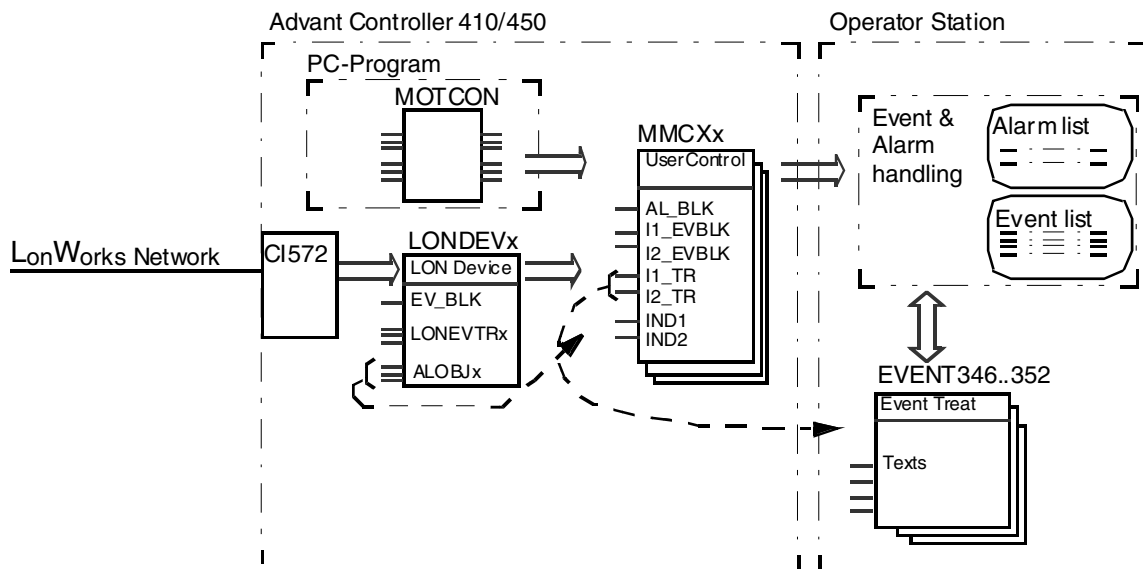 Advant Controller 410/450
Operator Station
PC-Program
MOTCON
MMCXx
UserControl
AL_BLK
I1_EVBLK
I2_EVBLK
I1_TR
I2_TR
IND1
IND2
Event &
Alarm
handling
Alarm list
Event list
LonWorks Network
CI572
LONDEVx
LON Device
EV_BLK
LONEVTRx
ALOBJx
EVENT346..352
Event Treat
Texts